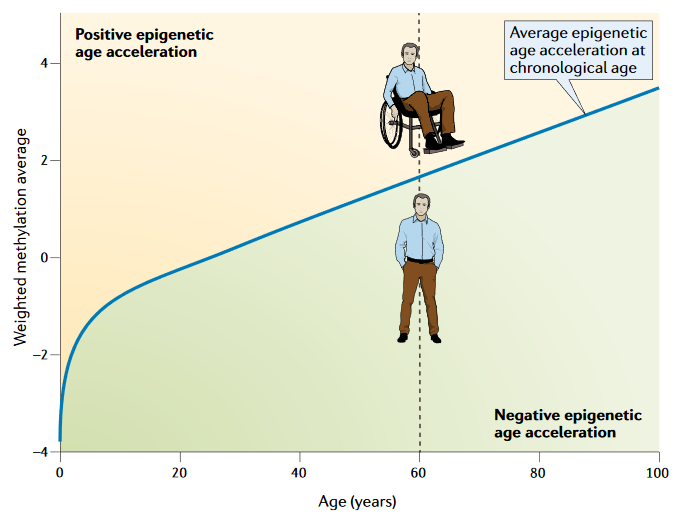 Positive epigenetic
age acceleration
Average epigenetic
age acceleration at
chronological age
Weighted methylation average
4
2
0
–2
–4
Negative epigenetic
age acceleration
0 20 40 60 80 100
Age (years)